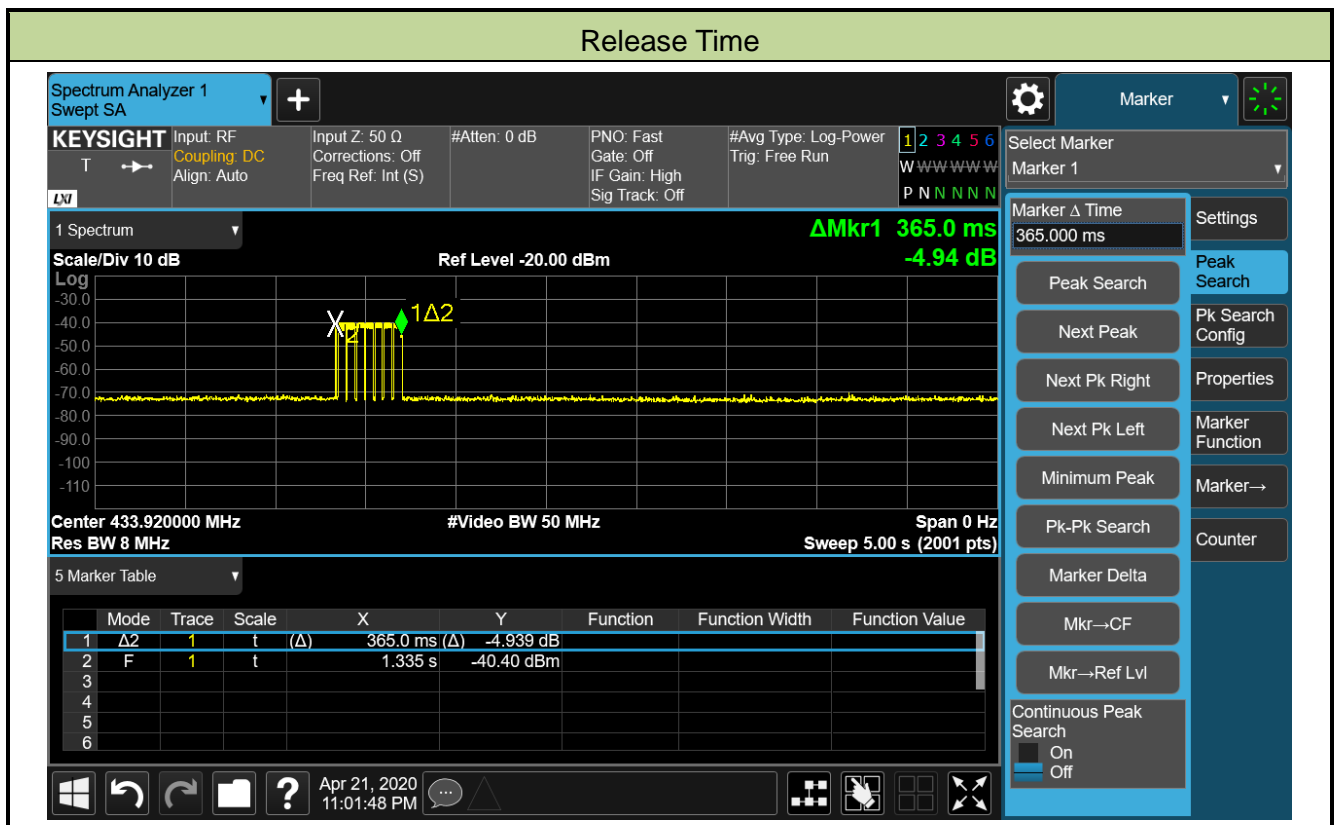 Release Time
Spectrum Analyzer 1
Swept SA
Marker
KEYSIGHT
T
LXI
Input: RF
Coupling: DC
Align: Auto
Input Z: 50 Ω
Corrections: Off
Freq Ref: Int (S)
#Atten: 0 dB
PNO: Fast
Gate: Off
IF Gain: High
Sig Track: Off
#Avg Type: Log-Power
Trig: Free Run
1 2 3 4 5 6
W W W W W W
P N N N N N
Select Marker
Marker 1
Marker Δ Time
365.000 ms
Peak Search
Next Peak
Next Pk Right
Next Pk Left
Minimum Peak
Pk-Pk Search
Marker Delta
Mkr→CF
Mkr→Ref Lvl
Continuous Peak
Search
On
Off
Settings
Peak
Search
Pk Search
Config
Properties
Marker
Function
Marker→
Counter
1 Spectrum
ΔMkr1 365.0 ms
-4.94 dB
Scale/Div 10 dB
Ref Level -20.00 dBm
Log
-30.0
-40.0
-50.0
-60.0
-70.0
-80.0
-90.0
-100
-110
1Δ2
2
Center 433.920000 MHz
#Video BW 50 MHz
Span 0 Hz
Res BW 8 MHz
Sweep 5.00 s (2001 pts)
5 Marker Table
Mode Trace Scale X Y Function Function Width Function Value
1 Δ2 1 t (Δ) 365.0 ms (Δ) -4.939 dB
2 F 1 t 1.335 s -40.40 dBm
3
4
5
6
?
Apr 21, 2020
11:01:48 PM